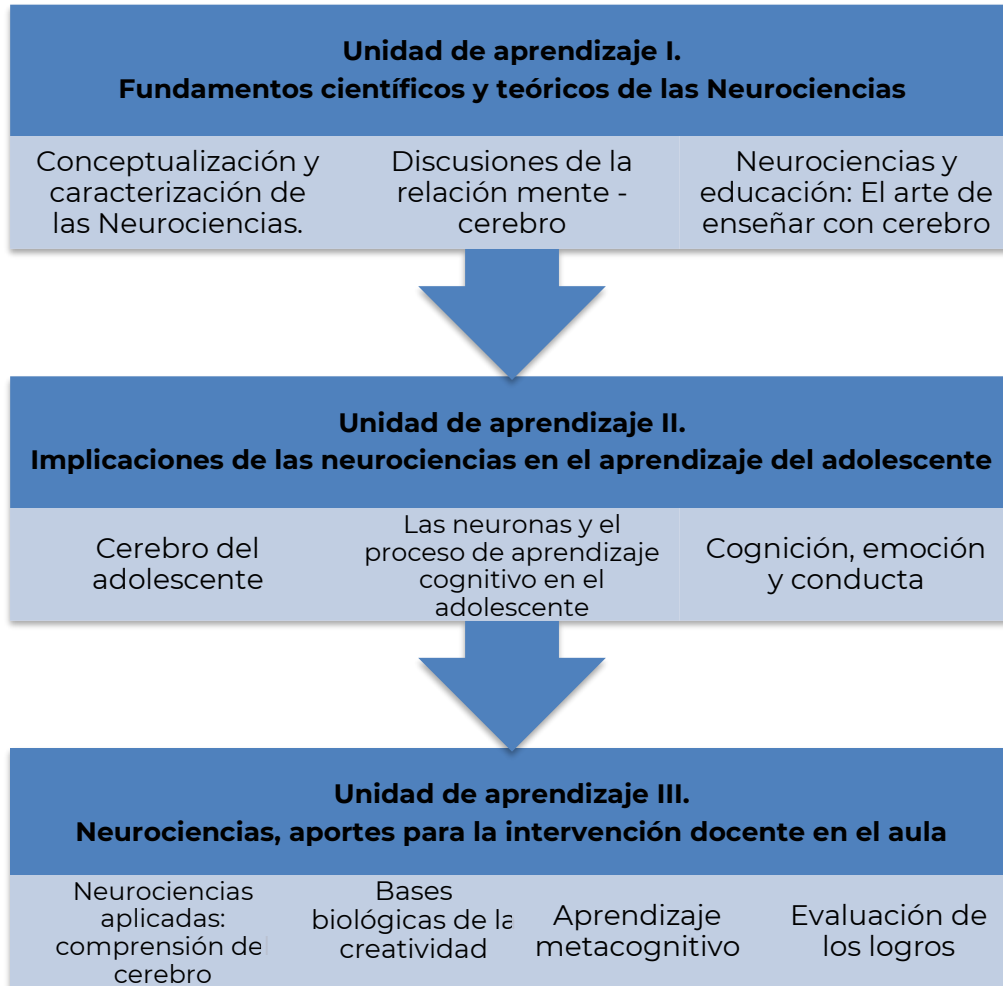 Unidad de aprendizaje I.
Fundamentos científicos y teóricos de las Neurociencias
Conceptualización y
caracterización de
las Neurociencias.
Discusiones de la
relación mente -
cerebro
Neurociencias y
educación: El arte de
enseñar con cerebro
Unidad de aprendizaje II.
Implicaciones de las neurociencias en el aprendizaje del adolescente
Cerebro del
adolescente
Las neuronas y el
proceso de aprendizaje
cognitivo en el
adolescente
Cognición, emoción
y conducta
Unidad de aprendizaje III.
Neurociencias, aportes para la intervención docente en el aula
Neurociencias
aplicadas:
comprensión del
cerebro
Bases
biológicas de la
creatividad
Aprendizaje
metacognitivo
Evaluación de
los logros